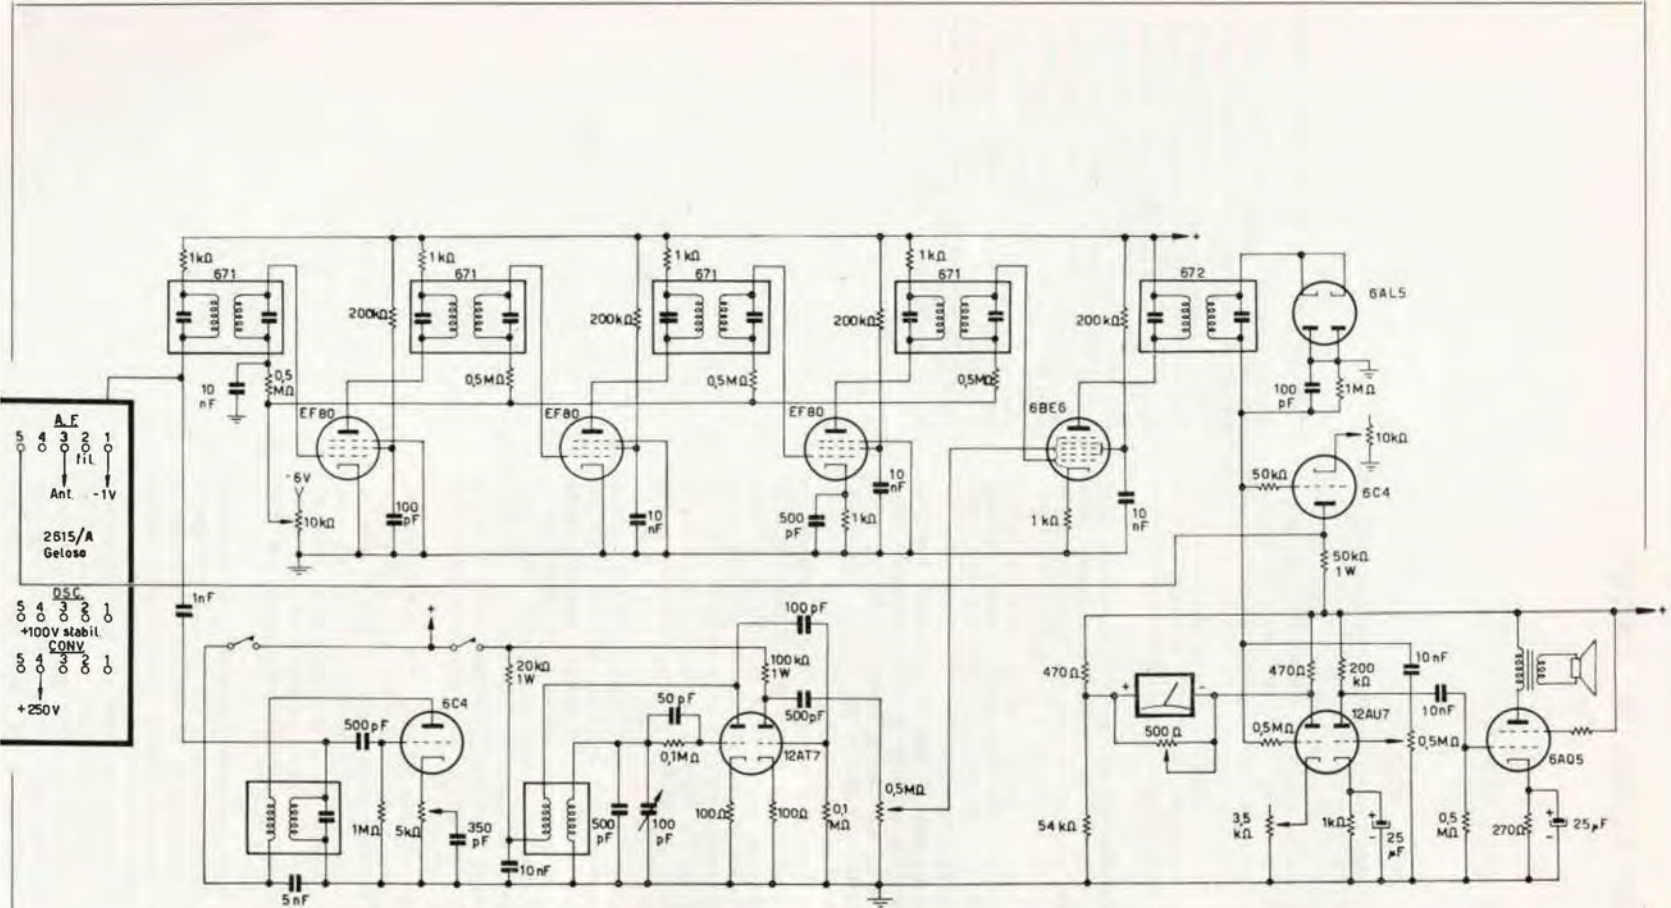 1kΩ
671
1kΩ
671
1kΩ
671
1kΩ
671
672
+
6AL5
200kΩ
200kΩ
200kΩ
200kΩ
10 nF
0,5 MΩ
0,5MΩ
0,5MΩ
0,5MΩ
100 pF
1MΩ
EF80
EF80
EF80
6BE6
10kΩ
50kΩ
6C4
-6V
10kΩ
100 pF
10 nF
500 pF
1kΩ
10 nF
1kΩ
10 nF
50kΩ
1W
A.F.
5 4 3 2 1
fil.
Ant. -1V
2615/A
Geloso
OSC.
5 4 3 2 1
+100V stabil.
CONV.
5 4 3 2 1
+250V
1nF
+
100pF
20kΩ
1W
100kΩ
1W
6C4
500pF
50pF
0,1MΩ
500pF
12AT7
1MΩ
5kΩ
350 pF
500 pF
100 pF
100Ω
100Ω
0,1 MΩ
0,5MΩ
10nF
5nF
+
470Ω
+ -
500Ω
470Ω
200 kΩ
10nF
10nF
12AU7
0,5MΩ
0,5MΩ
6AQ5
54kΩ
3,5 kΩ
1kΩ
+
-
25 µF
0,5 MΩ
270Ω
+
-
25µF